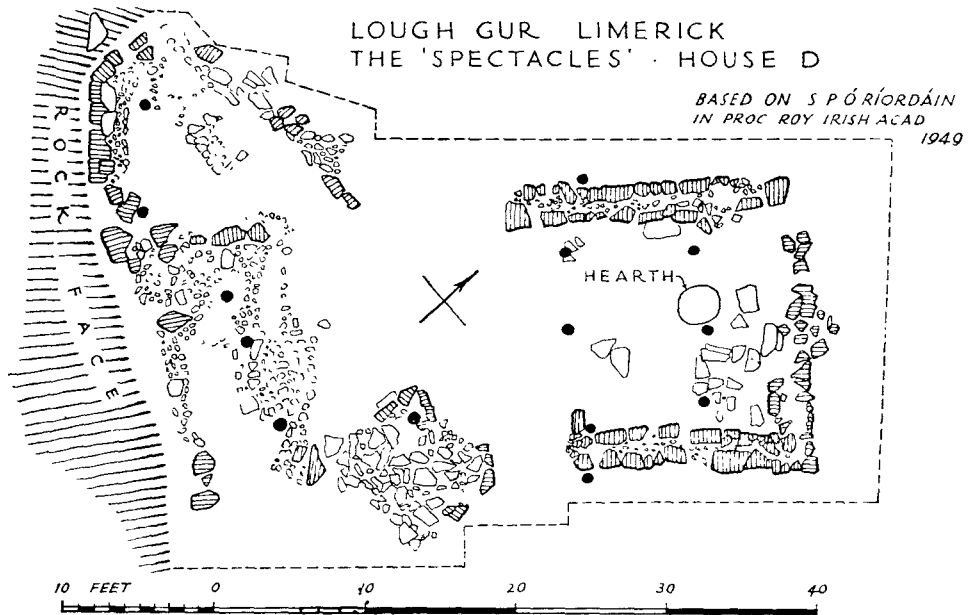 LOUGH GUR LIMERICK
THE 'SPECTACLES' · HOUSE D
BASED ON S P Ó RÍORDÁIN
IN PROC ROY IRISH ACAD
1949
ROCK FACE
HEARTH
10 FEET 0 10 20 30 40